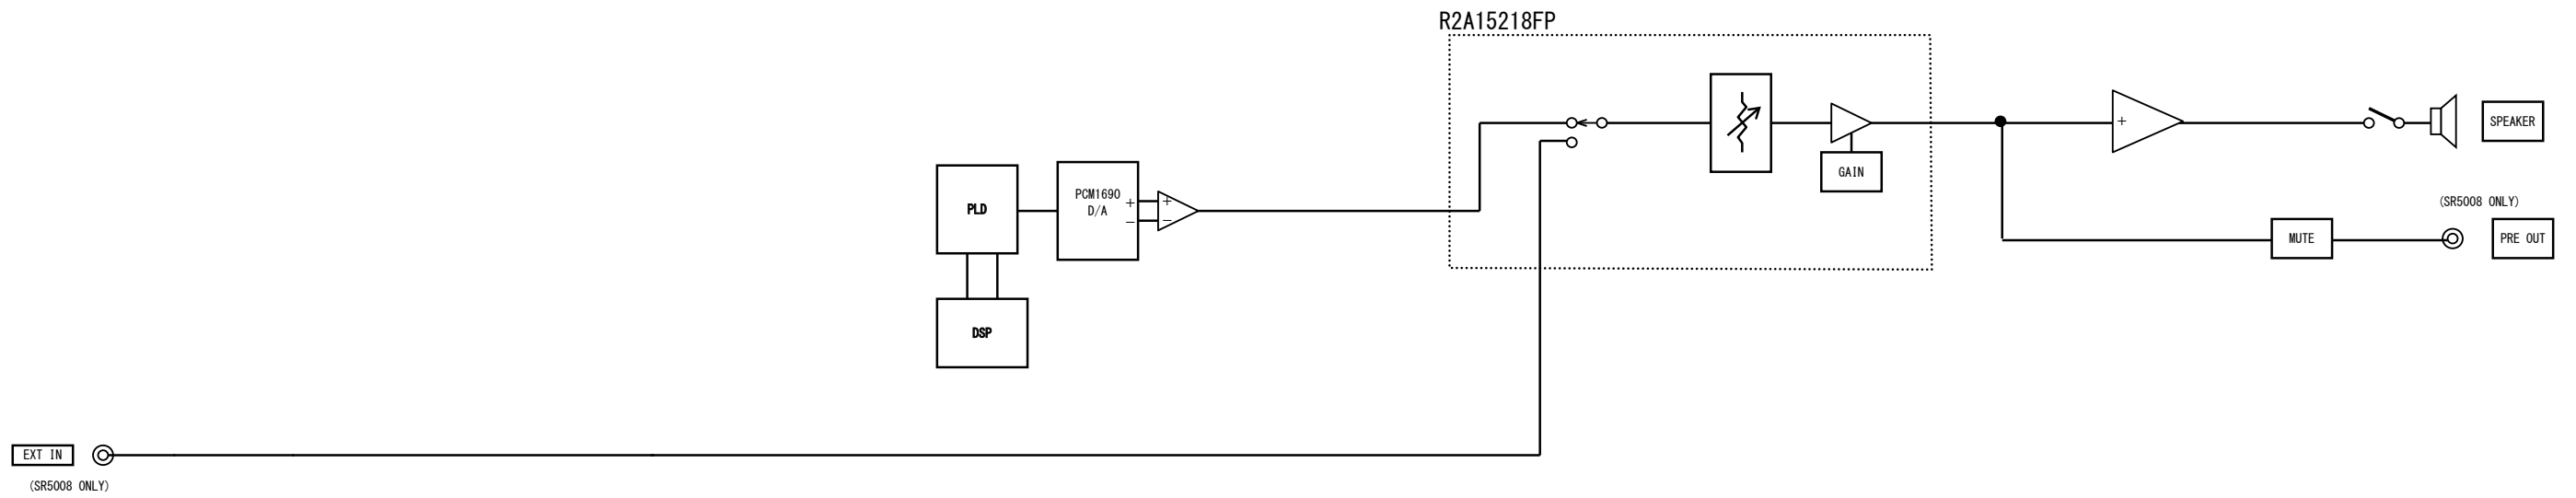 R2A15218FP
SPEAKER
GAIN
PCM1690
D/A
+
-
+
-
+
PLD
(SR5008 ONLY)
MUTE
PRE OUT
DSP
EXT IN
(SR5008 ONLY)